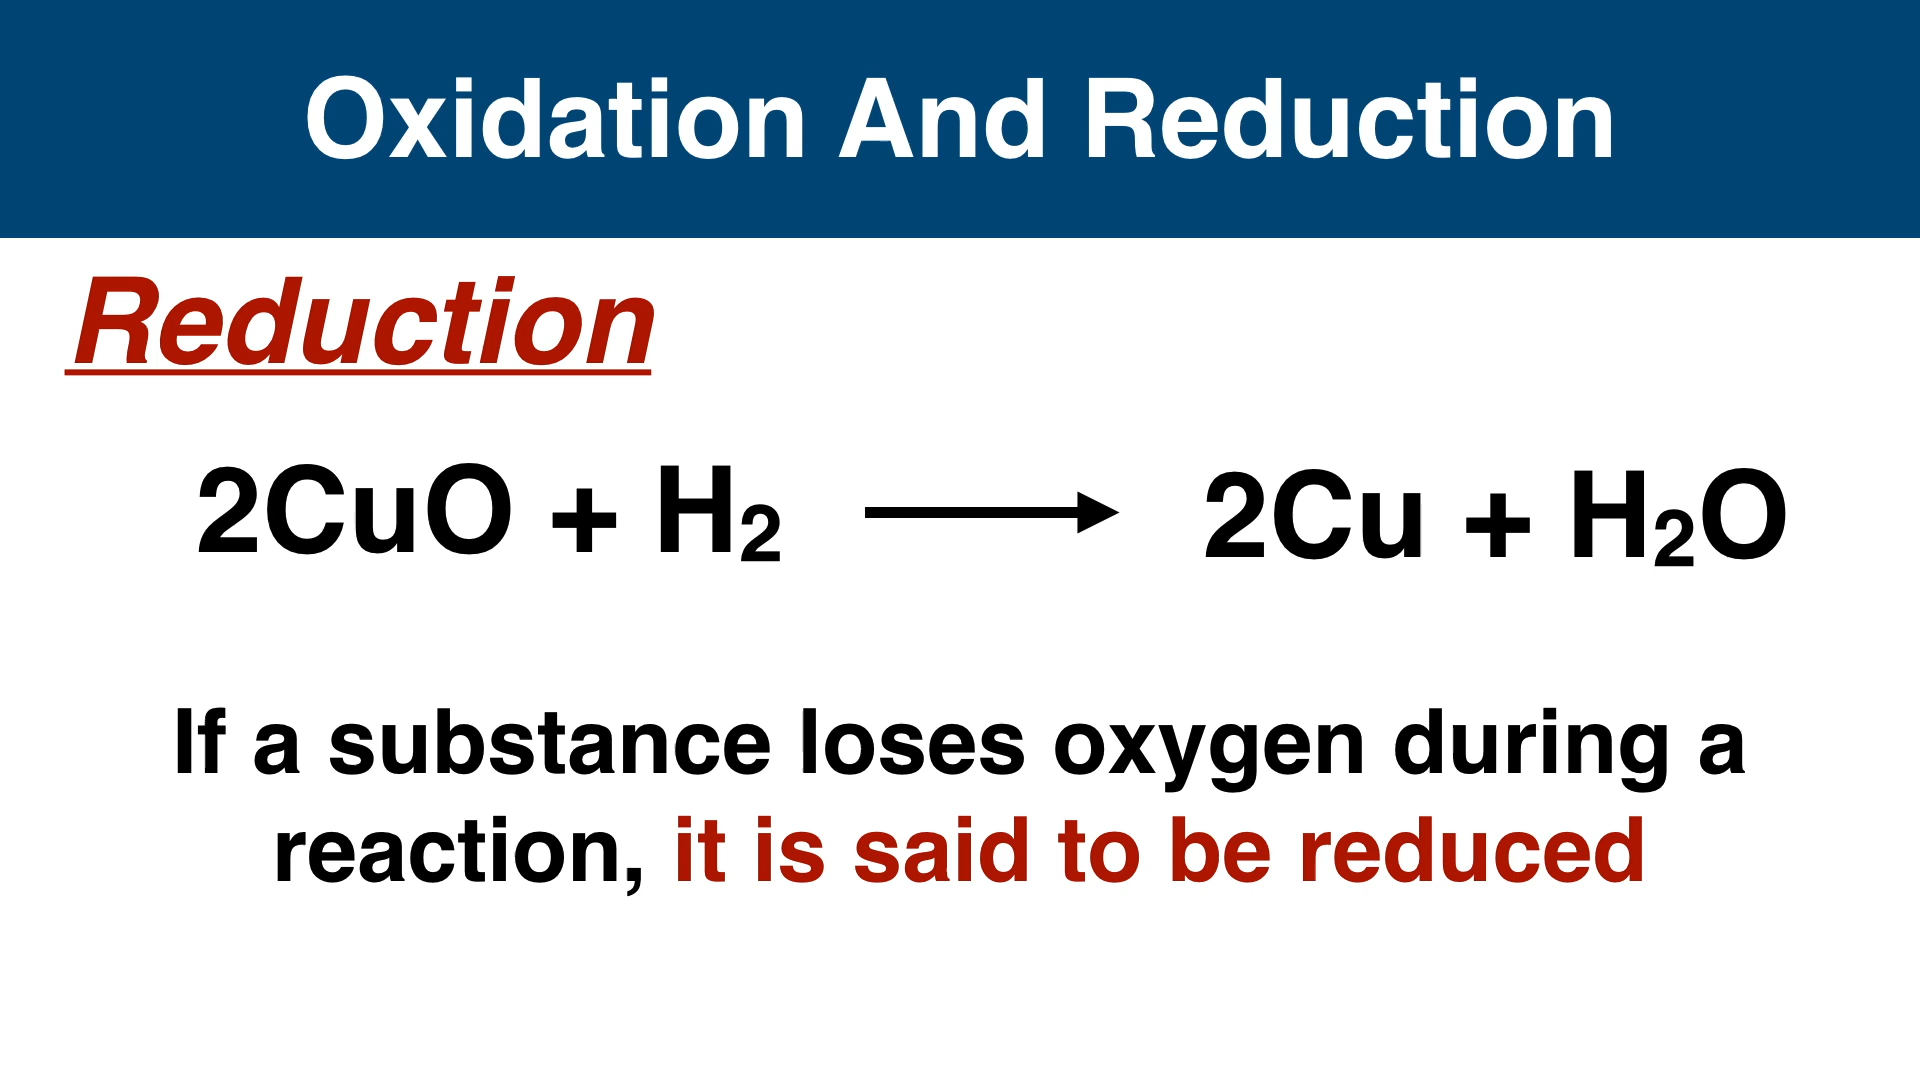 Oxidation And Reduction
Reduction
2CuO + H₂ → 2Cu + H₂O
If a substance loses oxygen during a
reaction, it is said to be reduced